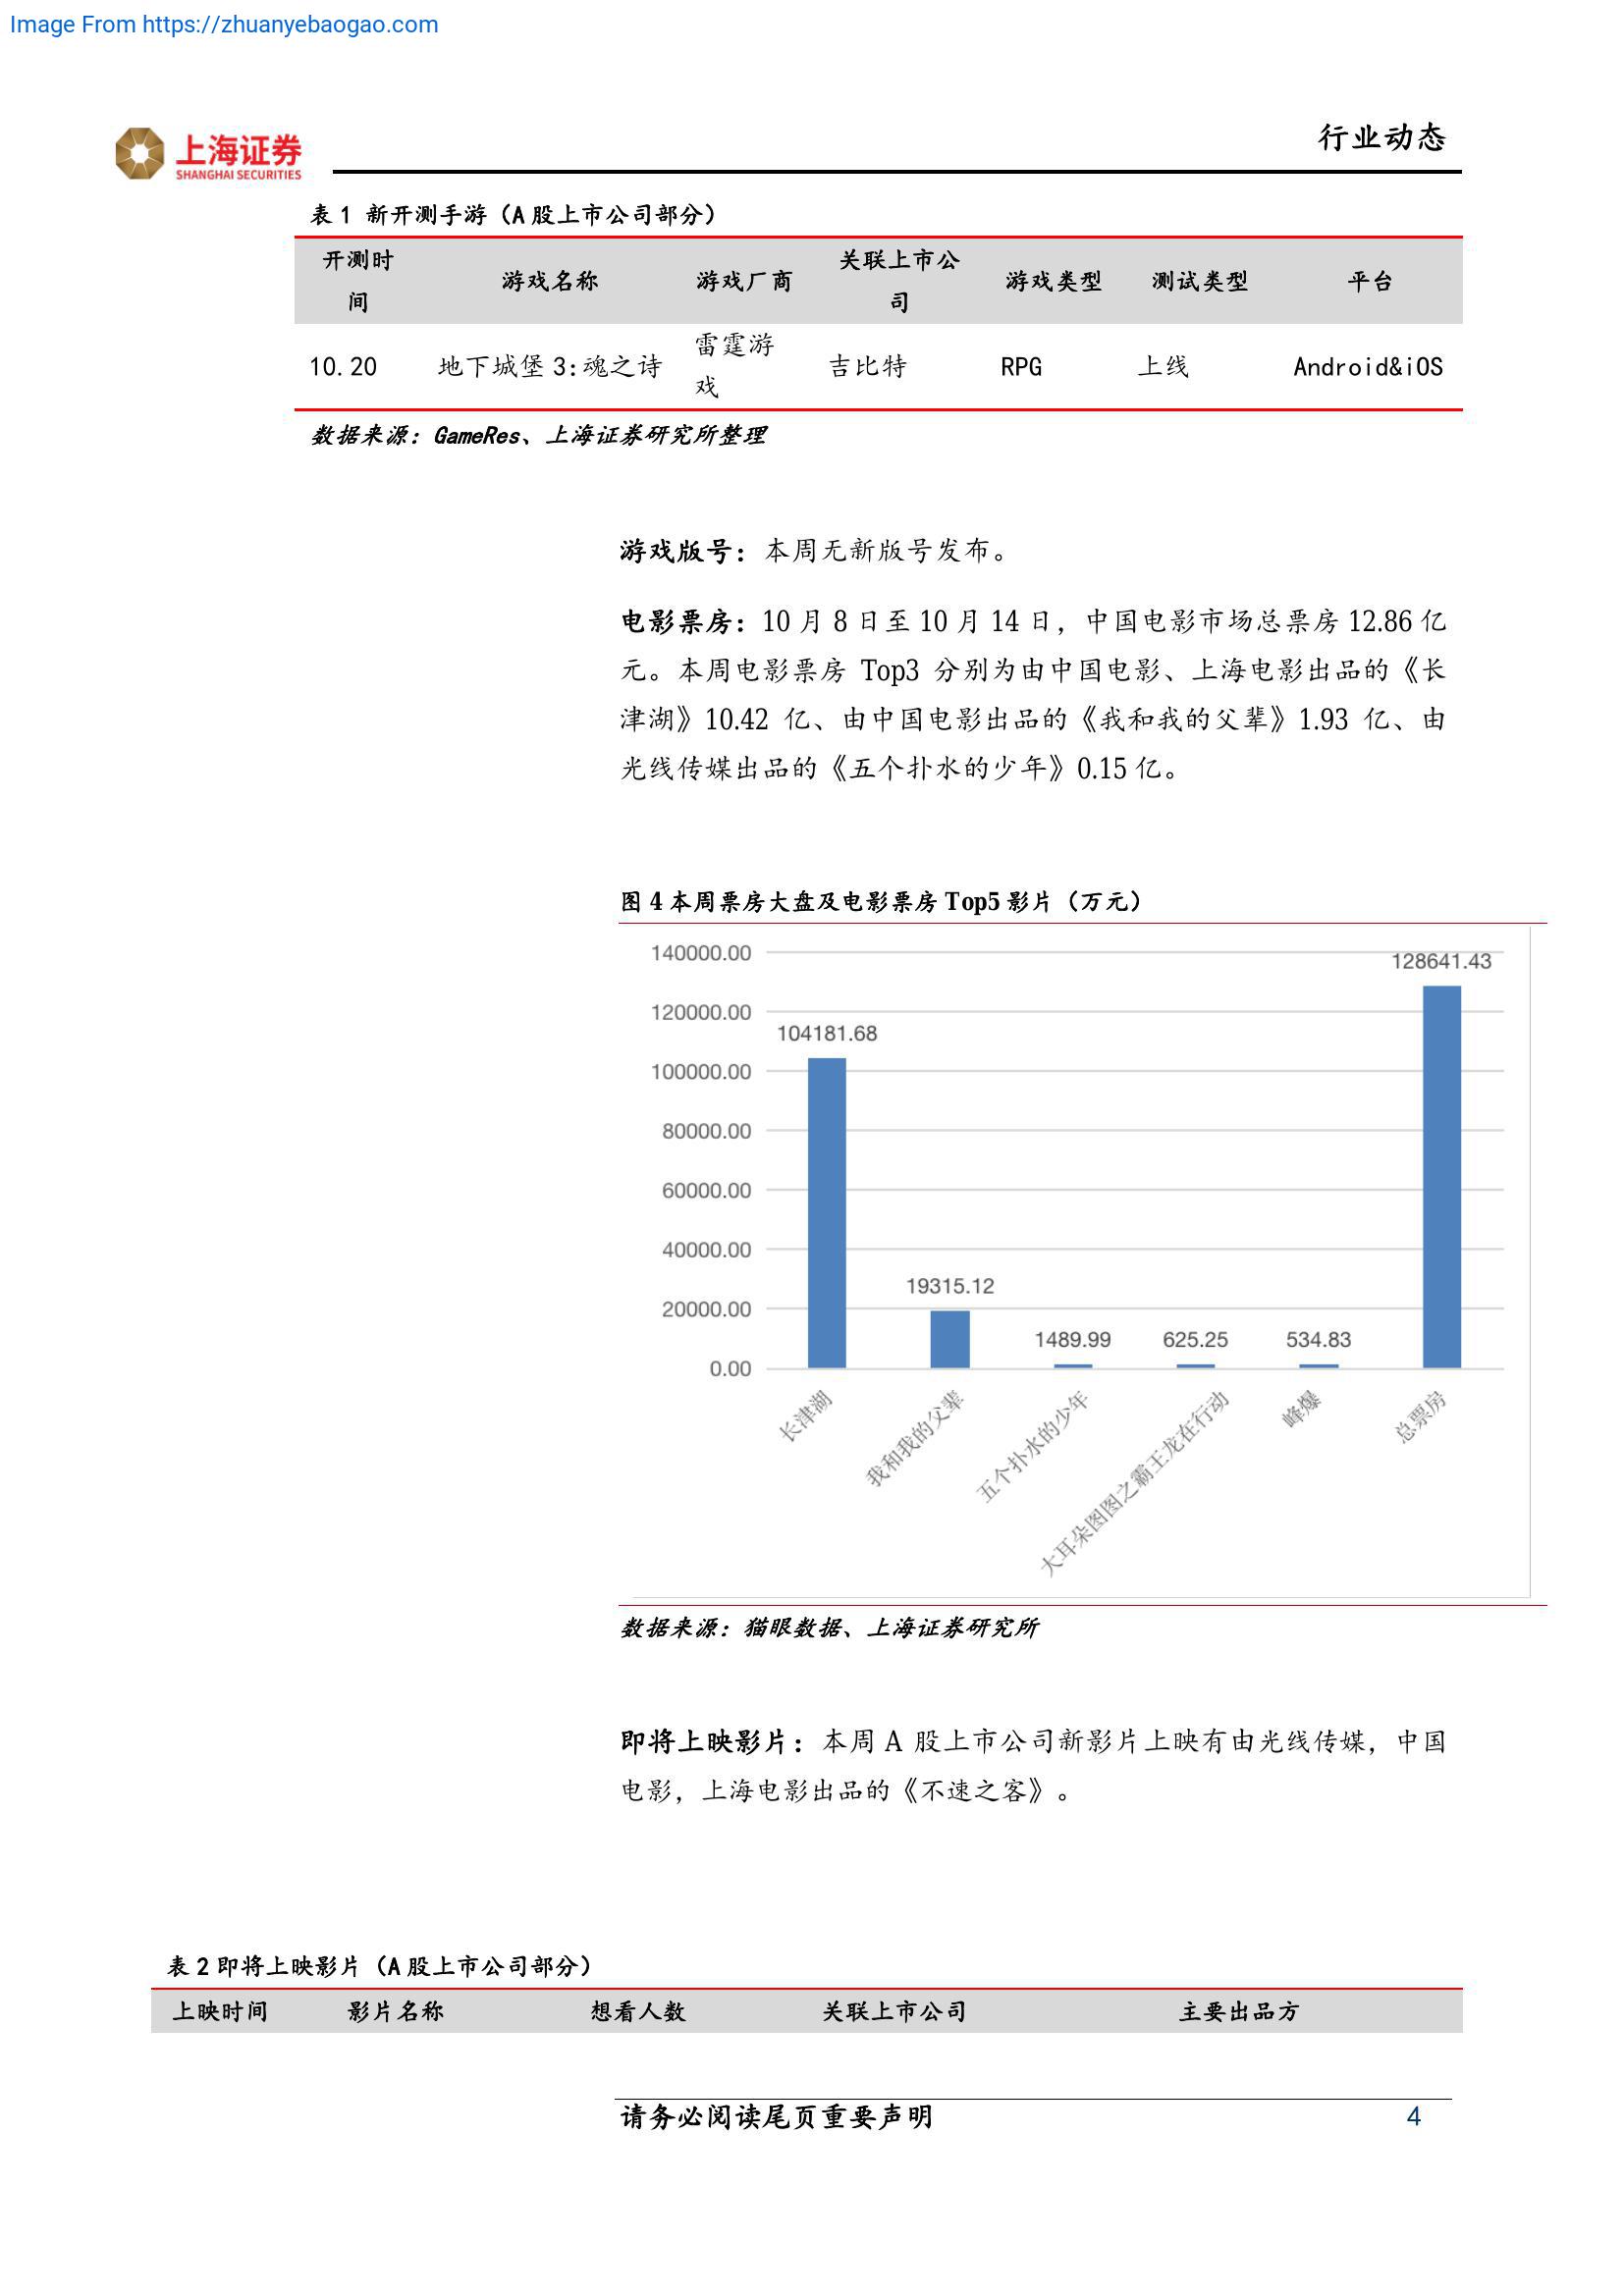 Image From https://zhuanyebaogao.com
上海证券
SHANGHAI SECURITIES
行业动态
表 1 新开测手游（A 股上市公司部分）
开测时间 游戏名称 游戏厂商 关联上市公司 游戏类型 测试类型 平台
10.20 地下城堡 3:魂之诗 雷霆游戏 吉比特 RPG 上线 Android&iOS
数据来源：GameRes、上海证券研究所整理
游戏版号：本周无新版号发布。
电影票房：10 月 8 日至 10 月 14 日，中国电影市场总票房 12.86 亿
元。本周电影票房 Top3 分别为由中国电影、上海电影出品的《长
津湖》10.42 亿、由中国电影出品的《我和我的父辈》1.93 亿、由
光线传媒出品的《五个扑水的少年》0.15 亿。
图 4 本周票房大盘及电影票房 Top5 影片（万元）
140000.00
120000.00
100000.00
80000.00
60000.00
40000.00
20000.00
0.00
104181.68
19315.12
1489.99
625.25
534.83
128641.43
长津湖
我和我的父辈
五个扑水的少年
大耳朵图图之霸王龙在行动
峰爆
总票房
数据来源：猫眼数据、上海证券研究所
即将上映影片：本周 A 股上市公司新影片上映有由光线传媒，中国
电影，上海电影出品的《不速之客》。
表 2 即将上映影片（A 股上市公司部分）
上映时间 影片名称 想看人数 关联上市公司 主要出品方
请务必阅读尾页重要声明
4